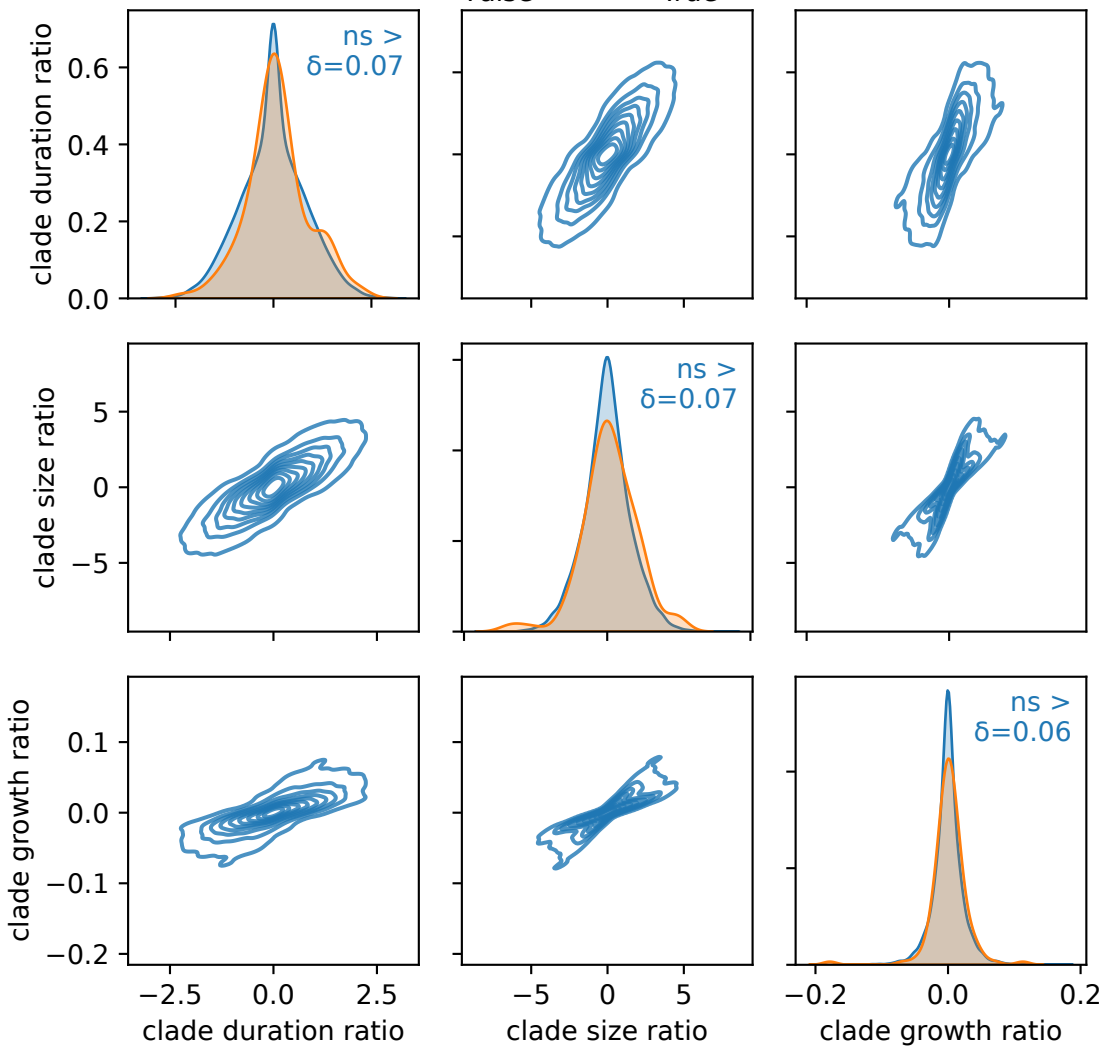 True
clade duration ratio
0.6
0.4
0.2
0.0
ns >
δ=0.07
clade size ratio
5
0
−5
ns >
δ=0.07
clade growth ratio
0.1
0.0
−0.1
−0.2
ns >
δ=0.06
−2.5
0.0
2.5
−5
0
5
−0.2
0.0
0.2
clade duration ratio
clade size ratio
clade growth ratio